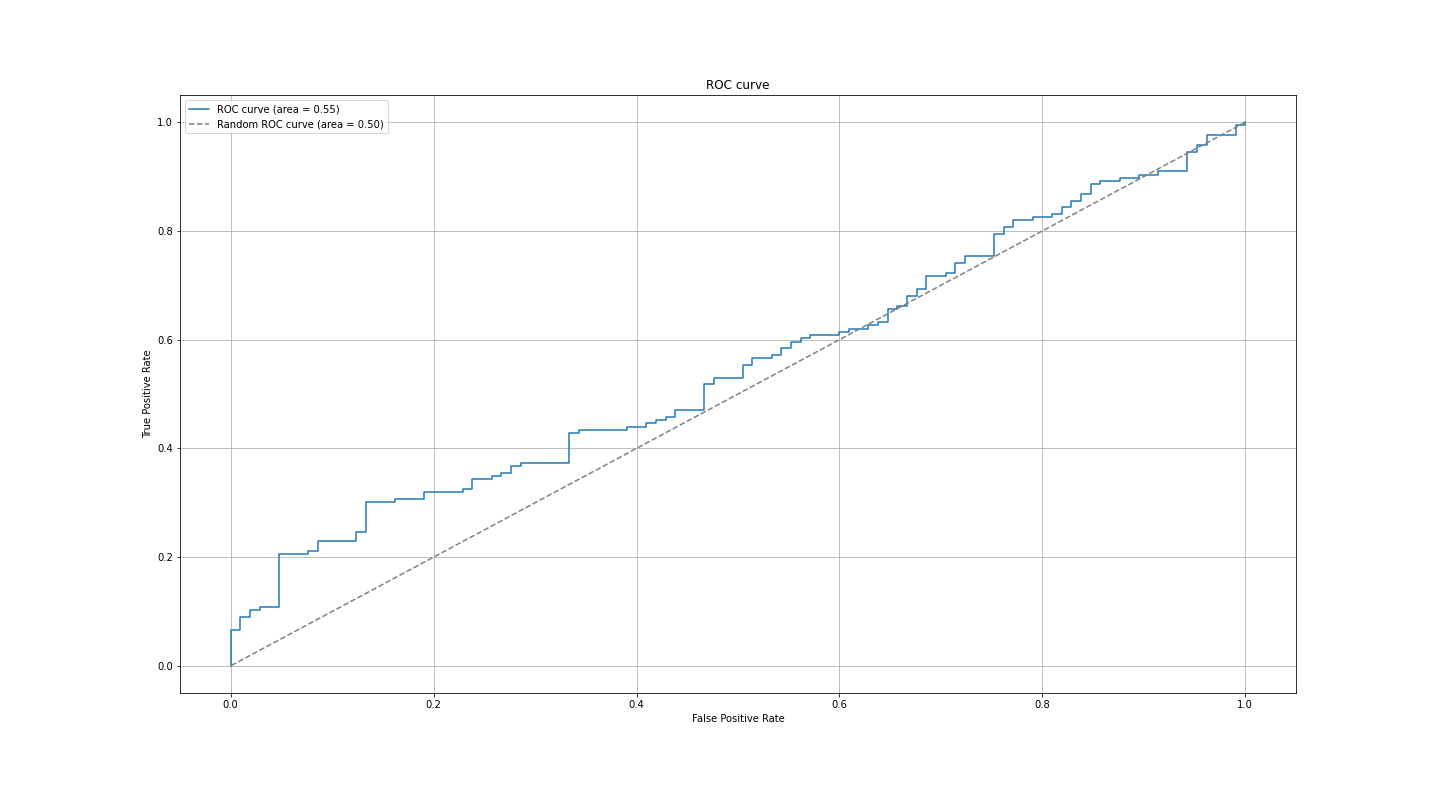 ROC curve
ROC curve (area = 0.55)
Random ROC curve (area = 0.50)
1.0
0.8
0.6
0.4
0.2
0.0
True Positive Rate
0.0 0.2 0.4 0.6 0.8 1.0
False Positive Rate